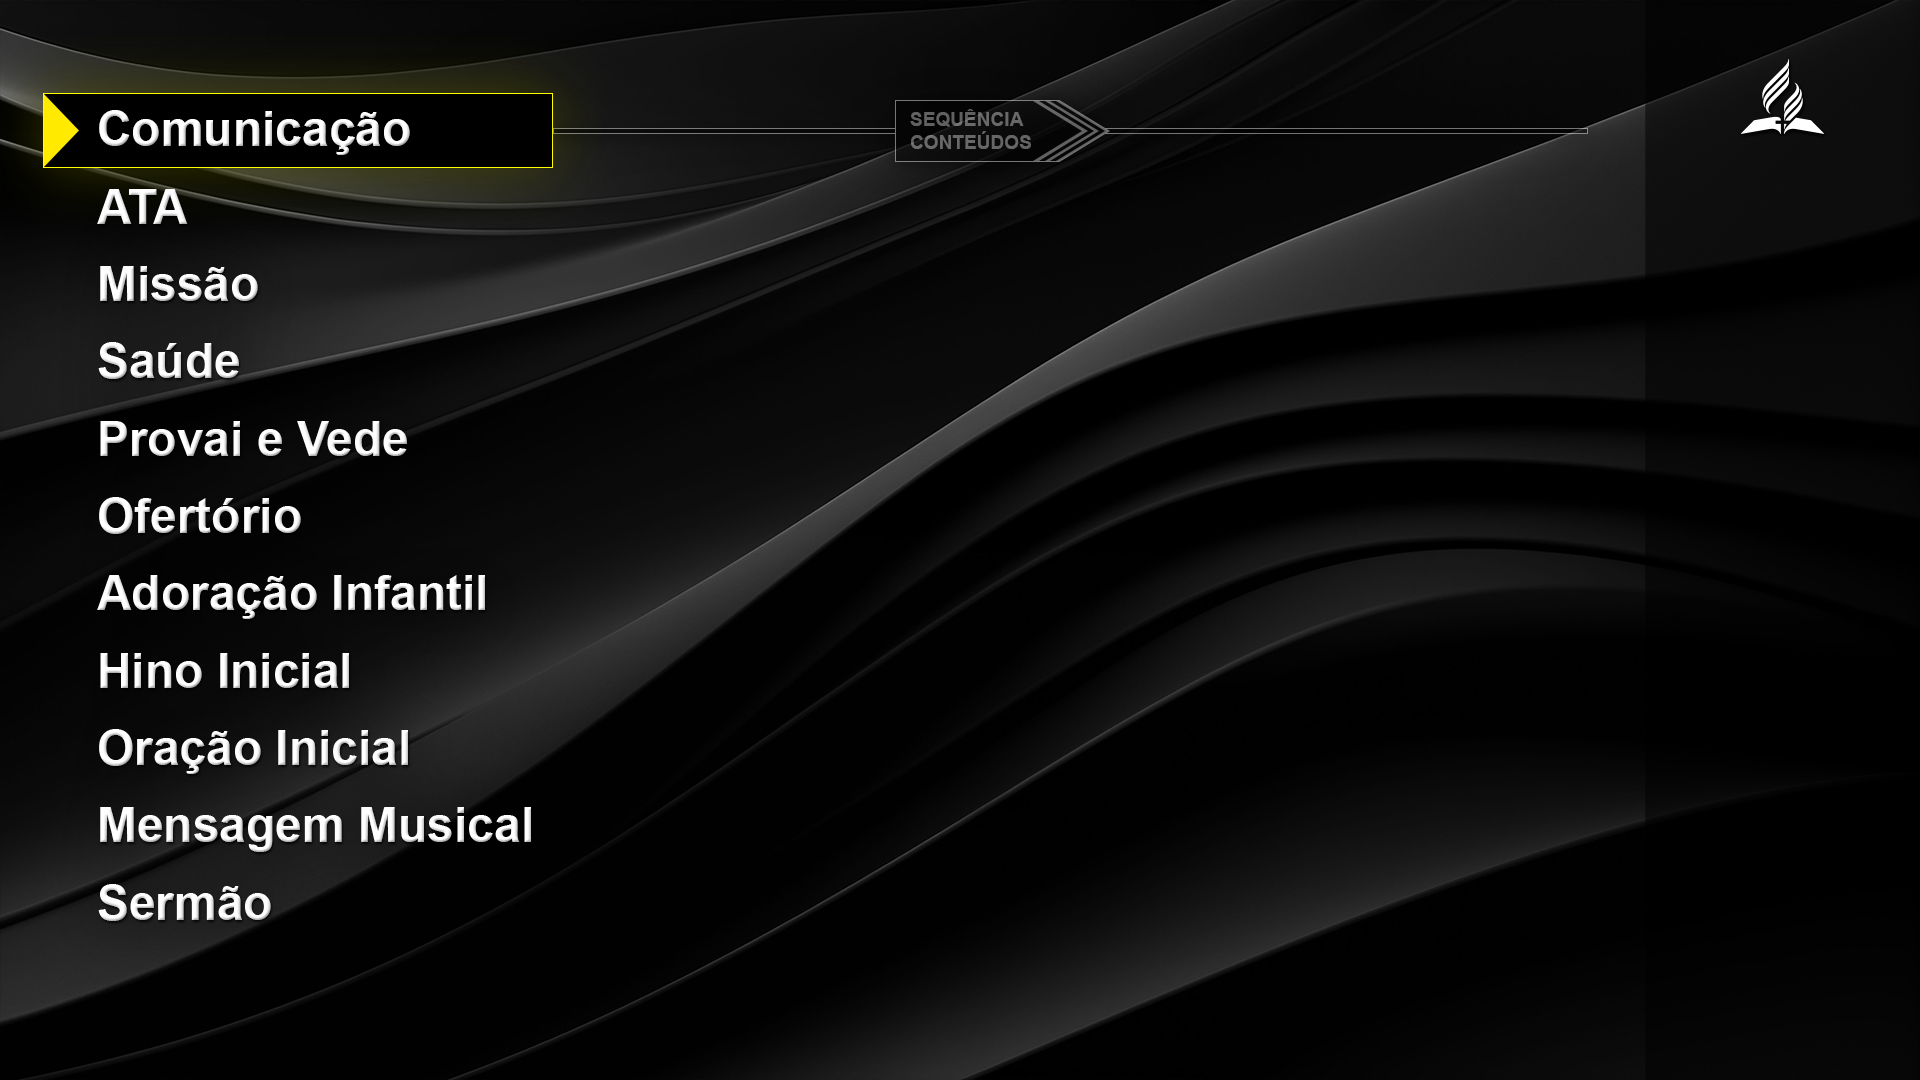 Comunicação
SEQUÊNCIA
CONTEÚDOS
ATA
Missão
Saúde
Provai e Vede
Ofertório
Adoração Infantil
Hino Inicial
Oração Inicial
Mensagem Musical
Sermão